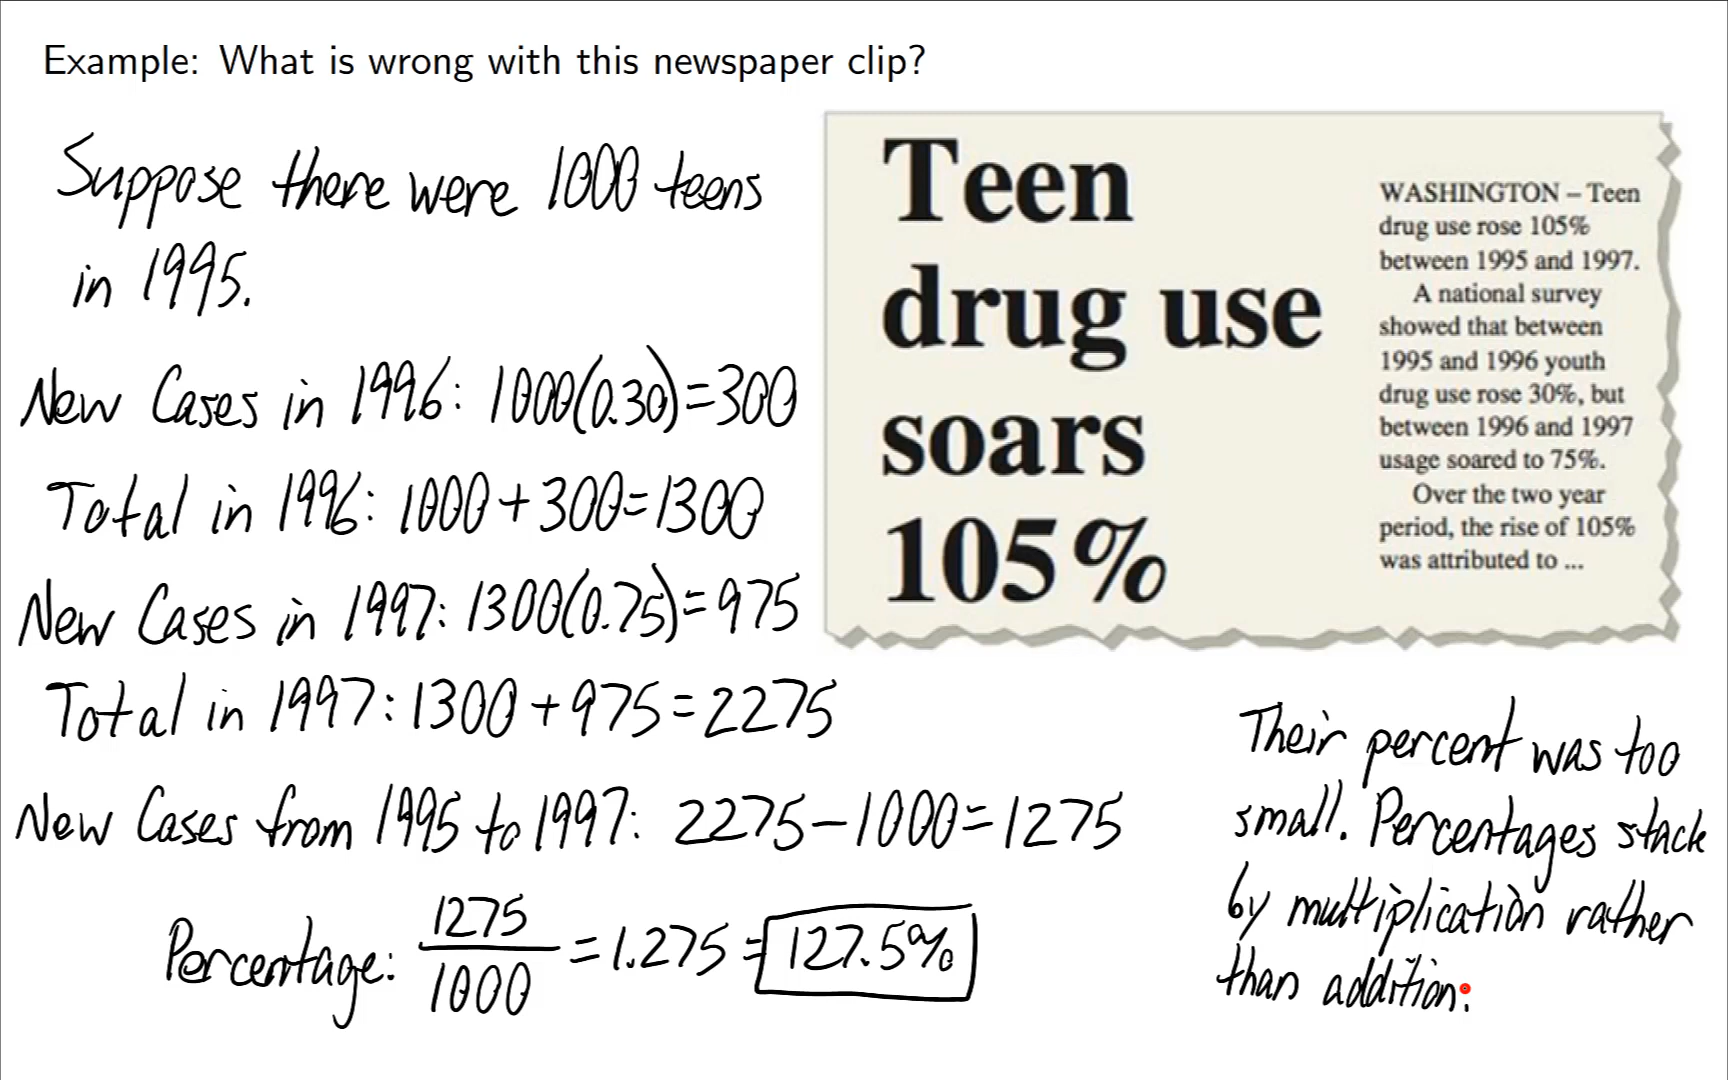 Example: What is wrong with this newspaper clip?
Suppose there were 1000 teens
in 1995.
New Cases in 1996: 1000(0.30)=300
Total in 1996: 1000+300=1300
New Cases in 1997: 1300(0.75)=975
Total in 1997: 1300+975=2275
New Cases from 1995 to 1997: 2275-1000=1275
Percentage: 1275/1000 = 1.275 = 127.5%
Teen
drug use
soars
105%
WASHINGTON – Teen
drug use rose 105%
between 1995 and 1997.
A national survey
showed that between
1995 and 1996 youth
drug use rose 30%, but
between 1996 and 1997
usage soared to 75%.
Over the two year
period, the rise of 105%
was attributed to ...
Their percent was too
small. Percentages stack
by multiplication rather
than addition.